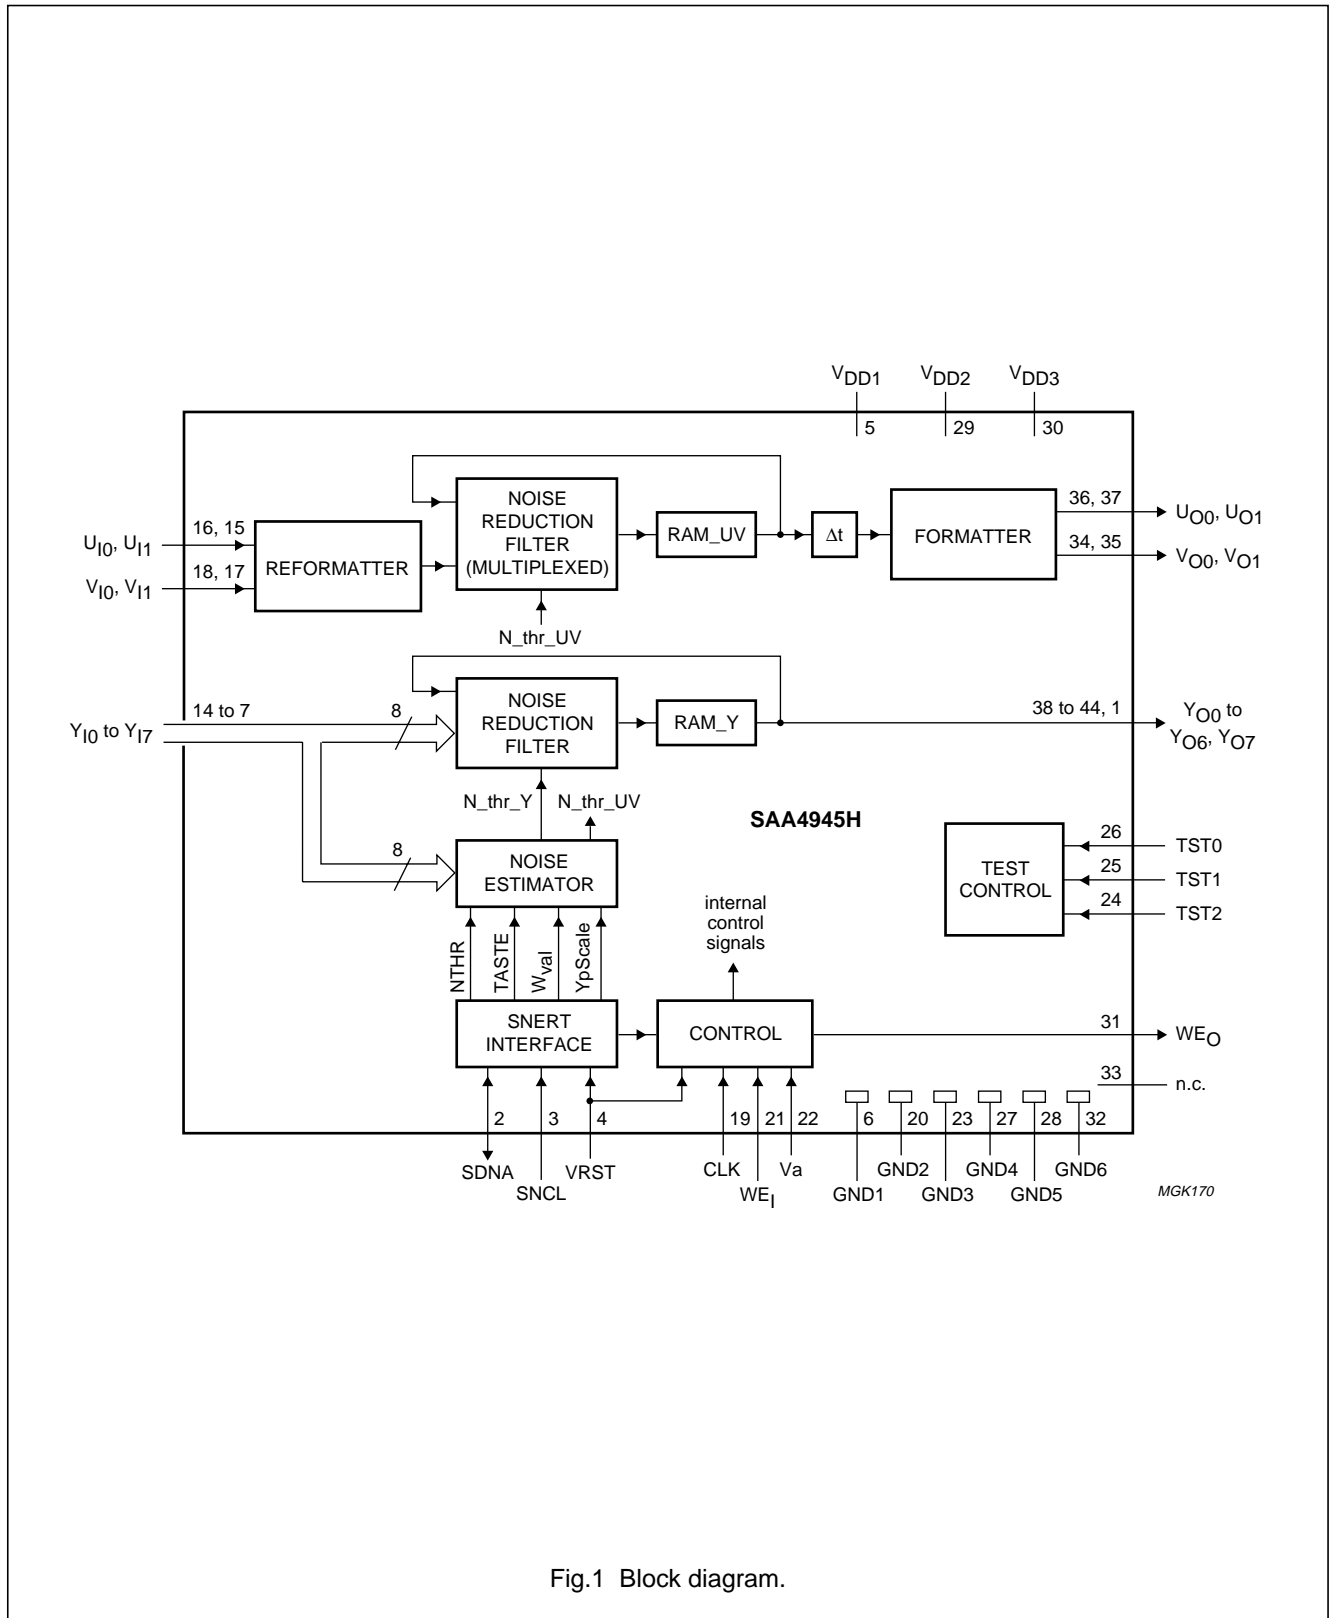 VDD1 VDD2 VDD3
5 29 30
NOISE
REDUCTION
FILTER
(MULTIPLEXED)
16, 15
UI0, UI1
18, 17
VI0, VI1
REFORMATTER
RAM_UV
Δt
FORMATTER
36, 37
UO0, UO1
34, 35
VO0, VO1
N_thr_UV
14 to 7
8
YI0 to YI7
NOISE
REDUCTION
FILTER
RAM_Y
38 to 44, 1
YO0 to
YO6, YO7
N_thr_Y N_thr_UV
SAA4945H
8
NOISE
ESTIMATOR
TEST
CONTROL
26
TST0
25
TST1
24
TST2
internal
control
signals
NTHR
TASTE
Wval
YpScale
SNERT
INTERFACE
CONTROL
31
WEO
33
n.c.
2 3 4 19 21 22 6 20 23 27 28 32
SDNA VRST CLK Va GND2 GND4 GND6
SNCL WEI GND1 GND3 GND5
MGK170
Fig.1 Block diagram.